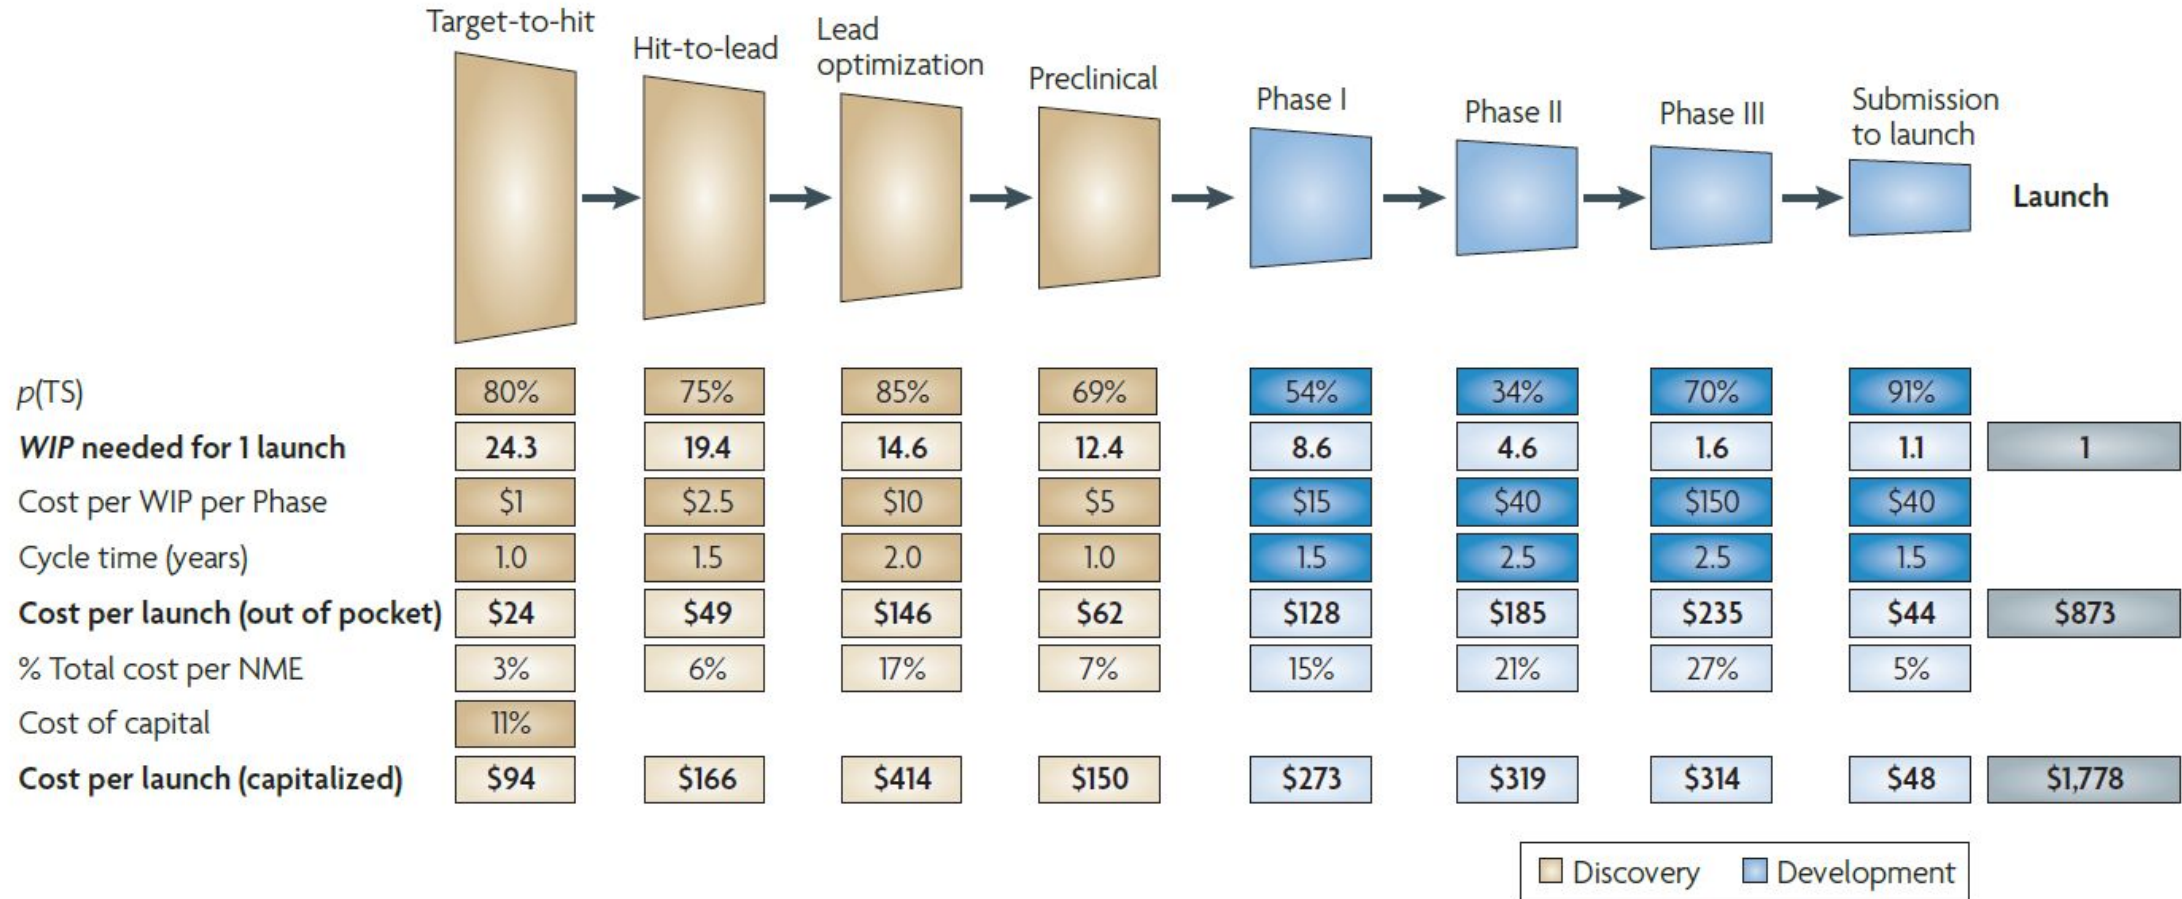 Target-to-hit
Hit-to-lead
Lead
optimization
Preclinical
Phase I
Phase II
Phase III
Submission
to launch
Launch
p(TS) 80% 75% 85% 69% 54% 34% 70% 91%
WIP needed for 1 launch 24.3 19.4 14.6 12.4 8.6 4.6 1.6 1.1 1
Cost per WIP per Phase $1 $2.5 $10 $5 $15 $40 $150 $40
Cycle time (years) 1.0 1.5 2.0 1.0 1.5 2.5 2.5 1.5
Cost per launch (out of pocket) $24 $49 $146 $62 $128 $185 $235 $44 $873
% Total cost per NME 3% 6% 17% 7% 15% 21% 27% 5%
Cost of capital 11%
Cost per launch (capitalized) $94 $166 $414 $150 $273 $319 $314 $48 $1,778
Discovery Development